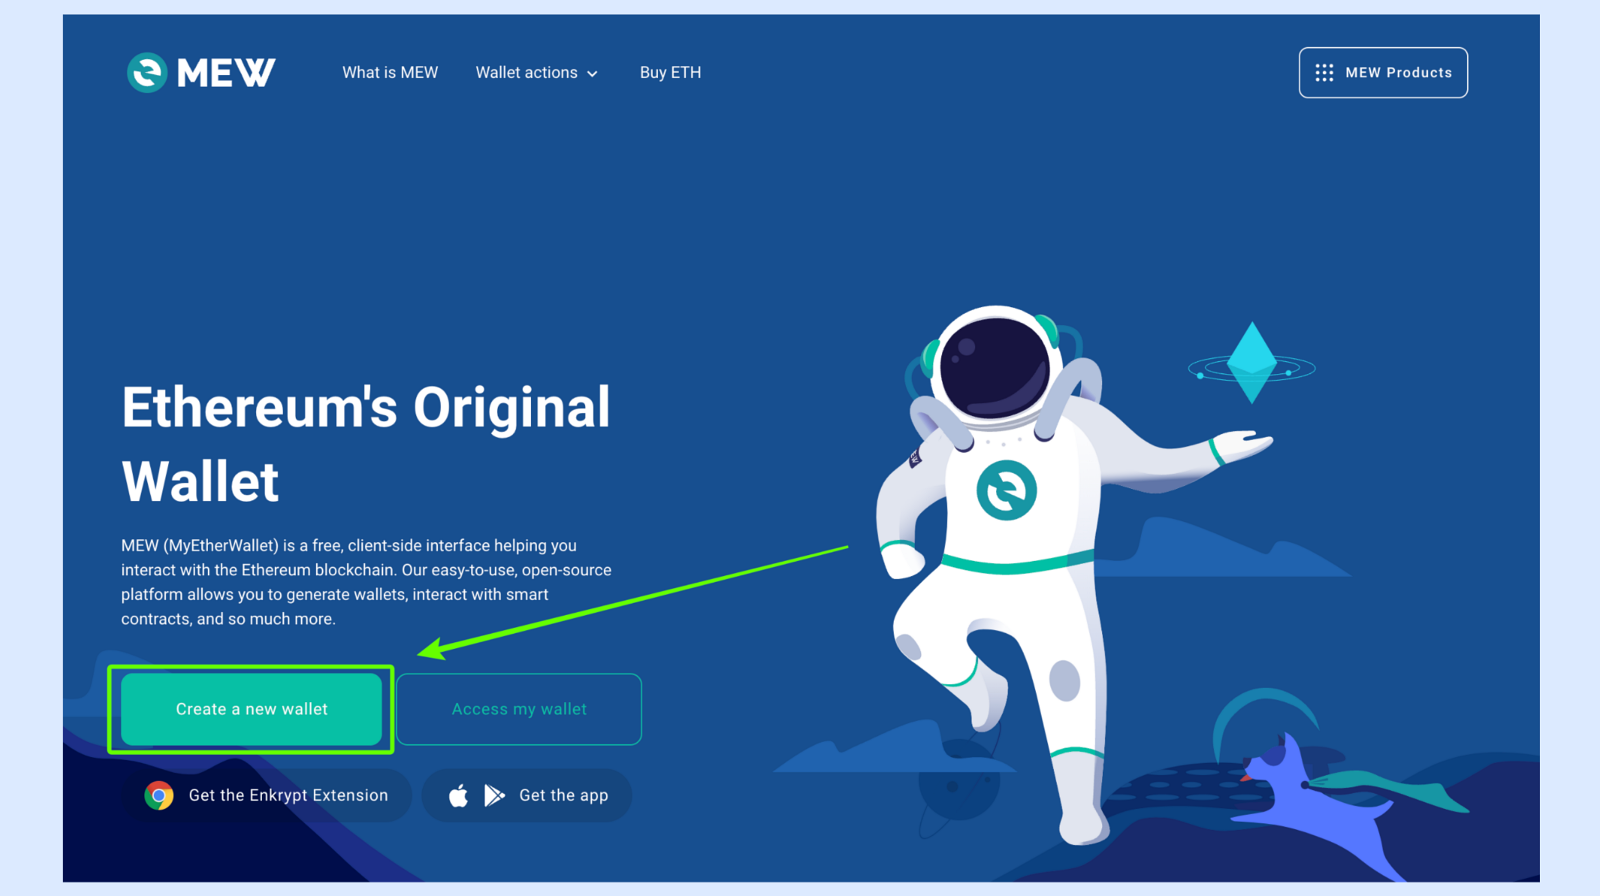 MEW
What is MEW
Wallet actions
Buy ETH
MEW Products
Ethereum's Original
Wallet
MEW (MyEtherWallet) is a free, client-side interface helping you
interact with the Ethereum blockchain. Our easy-to-use, open-source
platform allows you to generate wallets, interact with smart
contracts, and so much more.
Create a new wallet
Access my wallet
Get the Enkrypt Extension
Get the app